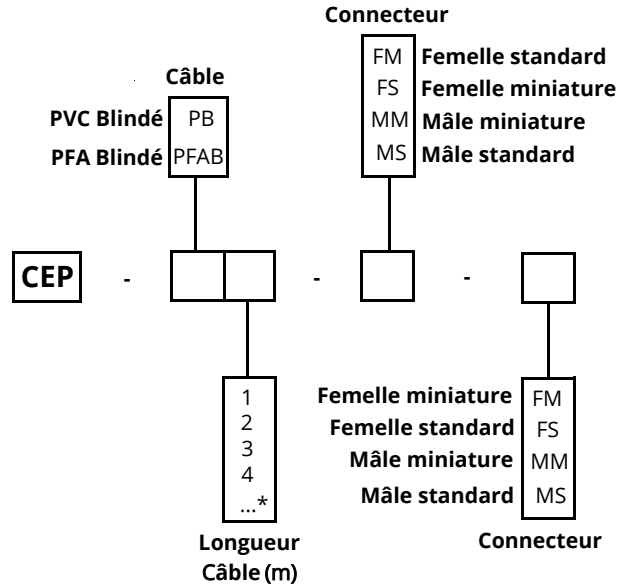 Connecteur
FM Femelle standard
FS Femelle miniature
MM Mâle miniature
MS Mâle standard
Câble
PVC Blindé PB
PFA Blindé PFAB
CEP - - -
1
2
3
4
...*
Longueur
Câble (m)
Femelle miniature FM
Femelle standard FS
Mâle miniature MM
Mâle standard MS
Connecteur